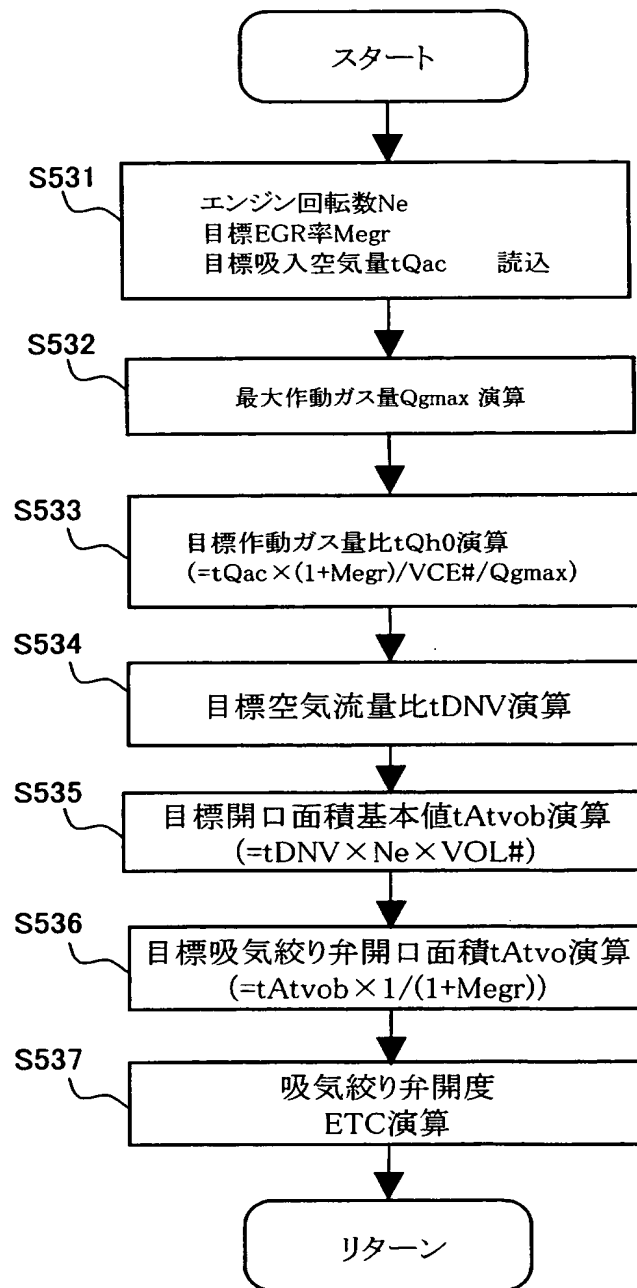 スタート
S531
エンジン回転数Ne
目標EGR率Megr
目標吸入空気量tQac 読込
S532
最大作動ガス量Qgmax 演算
S533
目標作動ガス量比tQh0演算
(=tQac×(1+Megr)/VCE#/Qgmax)
S534
目標空気流量比tDNV演算
S535
目標開口面積基本値tAtvob演算
(=tDNV×Ne×VOL#)
S536
目標吸気絞り弁開口面積tAtvo演算
(=tAtvob×1/(1+Megr))
S537
吸気絞り弁開度
ETC演算
リターン